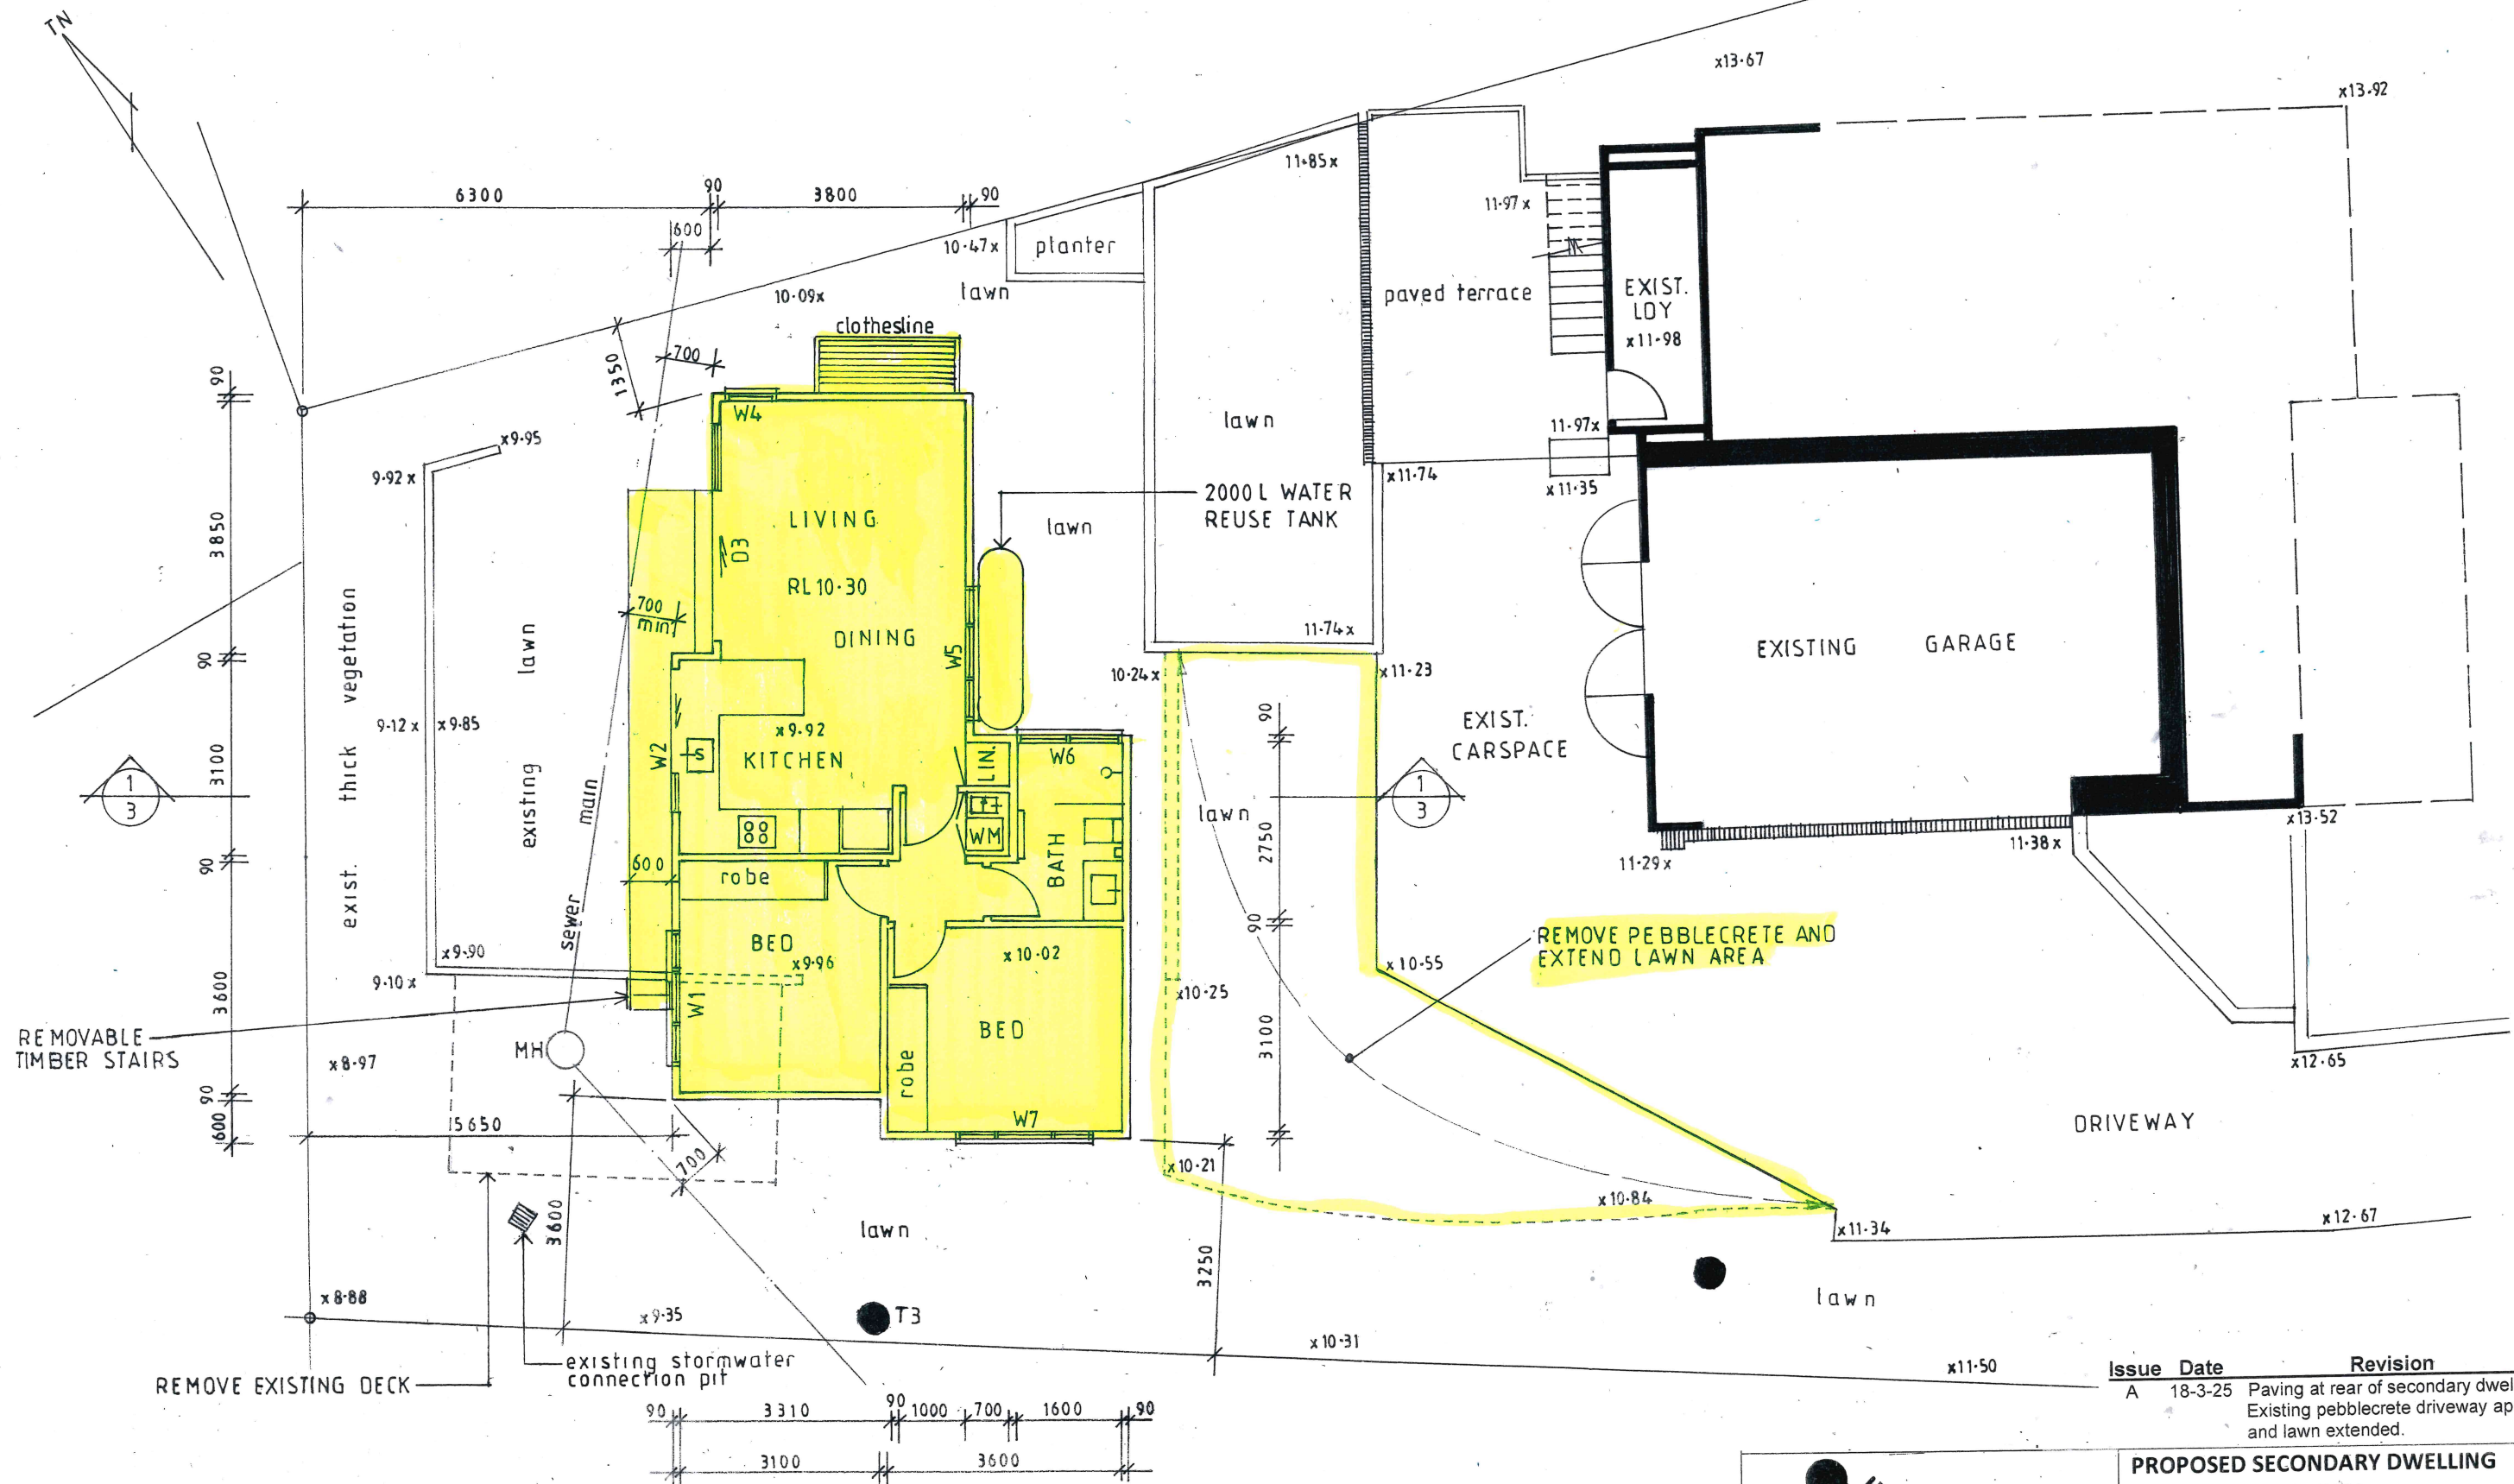 TN
x13·67
x13·92
11·85x
6300
90
3800
90
600
10·47x
planter
11·97x
10·09x
lawn
paved terrace
EXIST.
LOY
x11·98
clothesline
1350
700
90
W4
x9·95
9·92x
lawn
11·97x
x11·74
x11·35
2000L WATER
REUSE TANK
lawn
LIVING
3850
D3
RL10·30
exist. thick vegetation
existing lawn
700
min
DINING
11·74x
EXISTING GARAGE
W5
90
10·24x
x11·23
9·12x
x9·85
x9·92
W2
S
KITCHEN
LIN.
W6
90
EXIST.
CARSPACE
3100
1
3
sewer main
WM
BATH
lawn
1
3
x13·52
2750
11·38x
11·29x
90
600
robe
BED
x9·96
x10·02
90
REMOVE PEBBLECRETE AND
EXTEND LAWN AREA
x9·90
9·10x
x10·55
3600
W1
x10·25
REMOVABLE
TIMBER STAIRS
MH
BED
3100
x8·97
robe
x12·65
90
600
5650
W7
DRIVEWAY
700
x10·21
3600
x10·84
lawn
x11·34
x12·67
3250
x8·88
x9·35
T3
lawn
x10·31
existing stormwater
connection pit
REMOVE EXISTING DECK
x11·50
Issue Date Revision
A 18-3-25 Paving at rear of secondary dwel
Existing pebblecrete driveway ap
and lawn extended.
90
3310
90
1000
700
1600
90
3100
3600
PROPOSED SECONDARY DWELLING